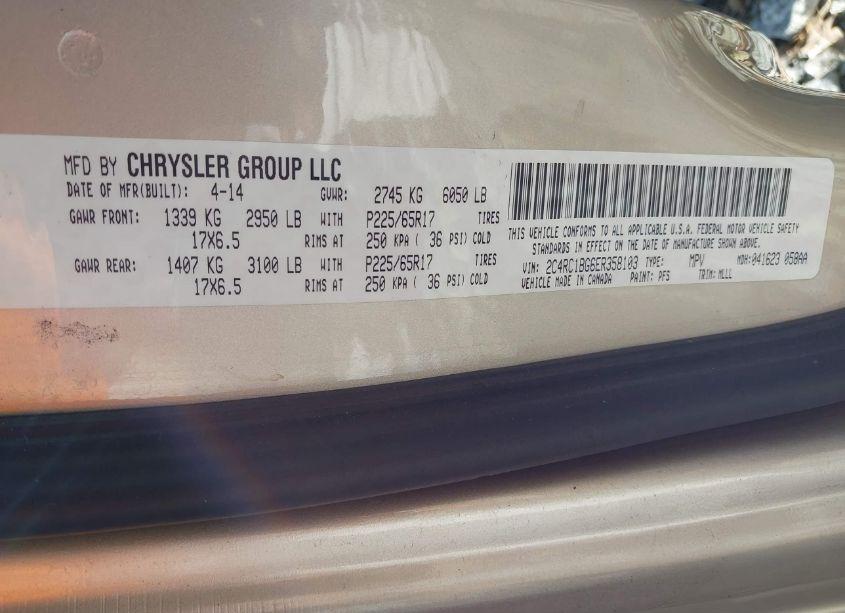 MFD BY CHRYSLER GROUP LLC
DATE OF MFR(BUILT): 4-14 GVWR: 2745 KG 6050 LB
GAWR FRONT: 1339 KG 2950 LB WITH P225/65R17 TIRES
17X6.5 RIMS AT 250 KPA ( 36 PSI) COLD
GAWR REAR: 1407 KG 3100 LB WITH P225/65R17 TIRES
17X6.5 RIMS AT 250 KPA ( 36 PSI) COLD
THIS VEHICLE CONFORMS TO ALL APPLICABLE U.S.A. FEDERAL MOTOR VEHICLE SAFETY
STANDARDS IN EFFECT ON THE DATE OF MANUFACTURE SHOWN ABOVE.
VIN: 2C4RC1BG6ER358103 TYPE: MPV MDH: 041623 058AA
VEHICLE MADE IN CANADA PAINT: PFS TRIM: MLLL